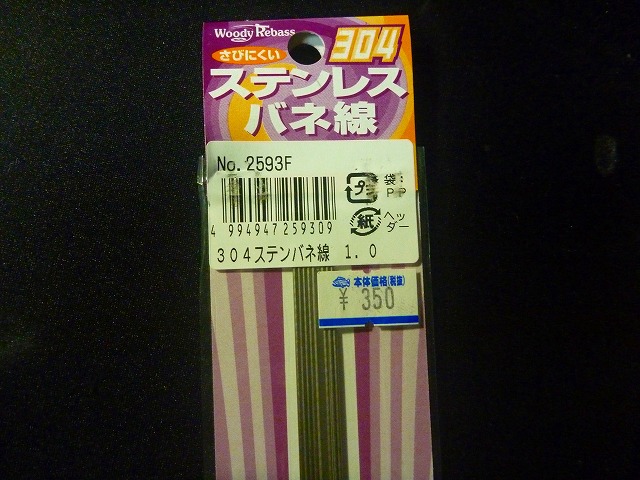 Woody Rebass
304
さびにくい
ステンレス
バネ線
No.2593F
プ
袋:
PP
紙
ヘッ
ダー
4 994947 259309
304ステンバネ線 1.0
本体価格(税抜)
¥350